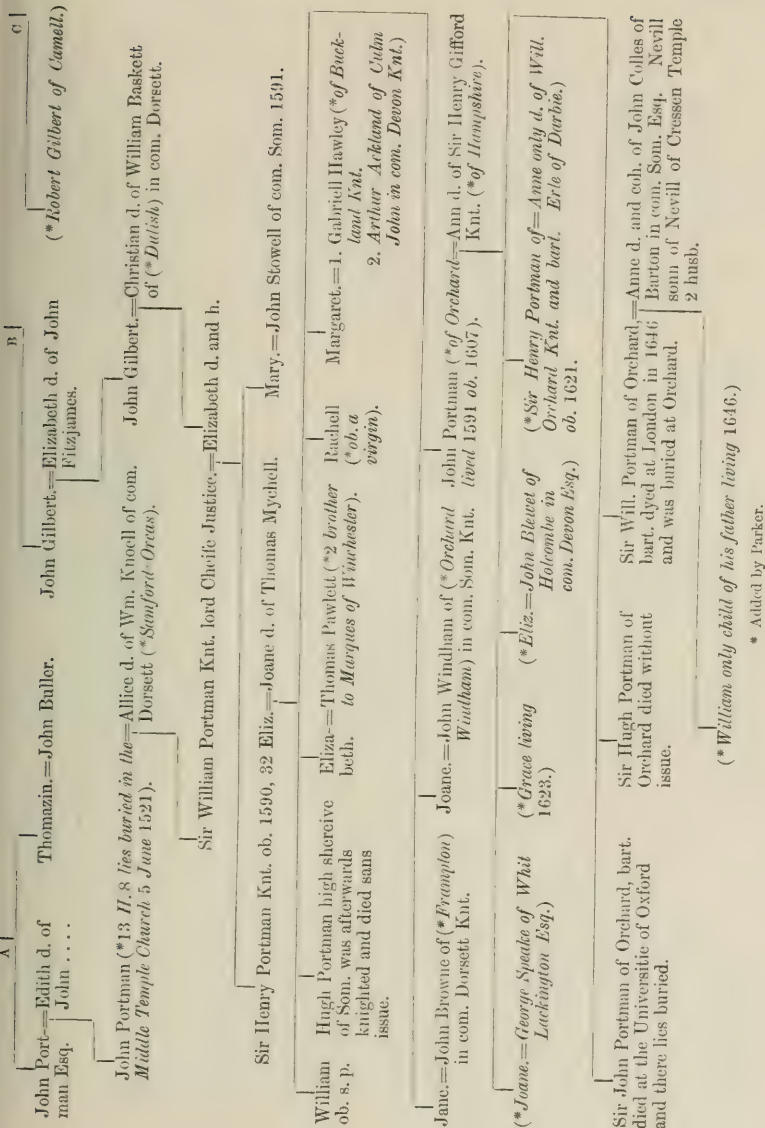 A
B
C
John Port-=Edith d. of
man Esq. John . . . .
Thomazin.=John Buller.
John Gilbert.=Elizabeth d. of John
Fitzjames.
(*Robert Gilbert of Camell.)
John Portman (*13 H. 8 lies buried in the=Allice d. of Wm. Knoell of com.
Middle Temple Church 5 June 1521). Dorsett (*Samford-Orcas).
John Gilbert.=Christian d. of William Baskett
of (*Dulish) in com. Dorsett.
Sir William Portman Knt. lord Cheife Justice.=Elizabeth d. and h.
Sir Henry Portman Knt. ob. 1590, 32 Eliz.=Joane d. of Thomas Mychell.
Mary.=John Stowell of com. Som. 1591.
William
ob. s. p.
Hugh Portman high shereive
of Som. was afterwards
knighted and died sans
issue.
Eliza-=Thomas Pawlett (*2 brother
beth. to Marques of Winchester).
Rachell
(*ob. a
virgin).
Margaret.=1. Gabriell Hawley (*of Buck-
land Knt.
2. Arthur Ackland of Culm
John in com. Devon Knt.)
Jane.=John Browne of (*Frampton)
in com. Dorsett Knt.
Joane.=John Windham of (*Orchard
Windham) in com. Som. Knt.
John Portman (*of Orchard=Ann d. of Sir Henry Gifford
lived 1591 ob. 1607). Knt. (*of Hampshire).
(*Joane.=George Speake of Whit
Lackington Esq.)
(*Grace living
1623.)
(*Eliz.=John Blewet of
Holcombe in
com. Devon Esq.)
(*Sir Henry Portman of=Anne only d. of Will.
Orchard Knt. and bart. Erle of Darbie.)
ob. 1621.
Sir John Portman of Orchard, bart.
died at the Universitie of Oxford
and there lies buried.
Sir Hugh Portman of
Orchard died without
issue.
Sir Will. Portman of Orchard,=Anne d. and coh. of John Colles of
bart. dyed at London in 1646 Barton in com. Som. Esq. Nevill
and was buried at Orchard. sonn of Nevill of Cressen Temple
2 husb.
(*William only child of his father living 1646.)
* Added by Parker.